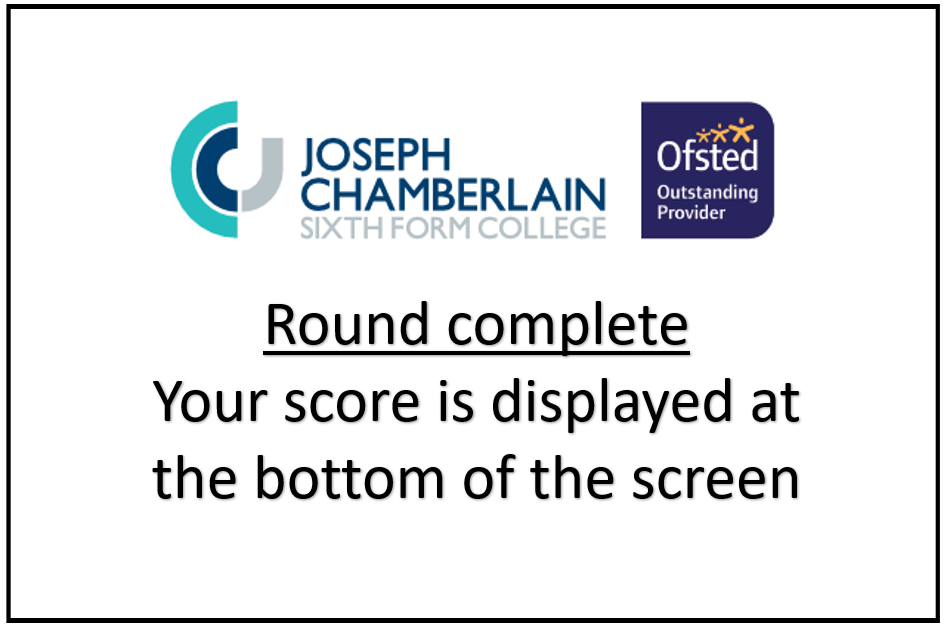 JOSEPH
CHAMBERLAIN
SIXTH FORM COLLEGE
Ofsted
Outstanding
Provider
Round complete
Your score is displayed at
the bottom of the screen